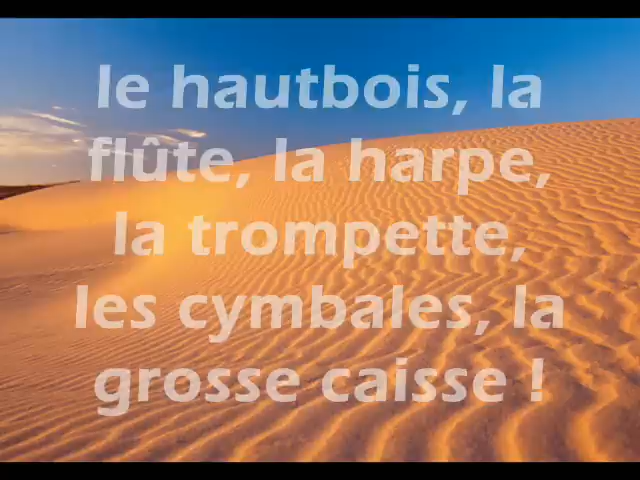 le hautbois, la
flûte, la harpe,
la trompette,
les cymbales, la
grosse caisse !